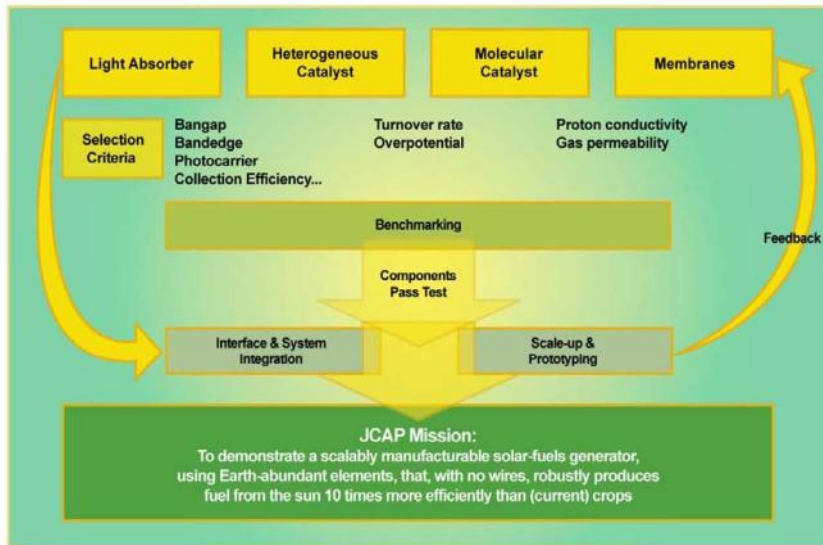 Light Absorber
Heterogeneous
Catalyst
Molecular
Catalyst
Membranes
Selection
Criteria
Bangap
Bandedge
Photocarrier
Collection Efficiency...
Turnover rate
Overpotential
Proton conductivity
Gas permeability
Benchmarking
Feedback
Components
Pass Test
Interface & System
Integration
Scale-up &
Prototyping
JCAP Mission:
To demonstrate a scalably manufacturable solar-fuels generator,
using Earth-abundant elements, that, with no wires, robustly produces
fuel from the sun 10 times more efficiently than (current) crops